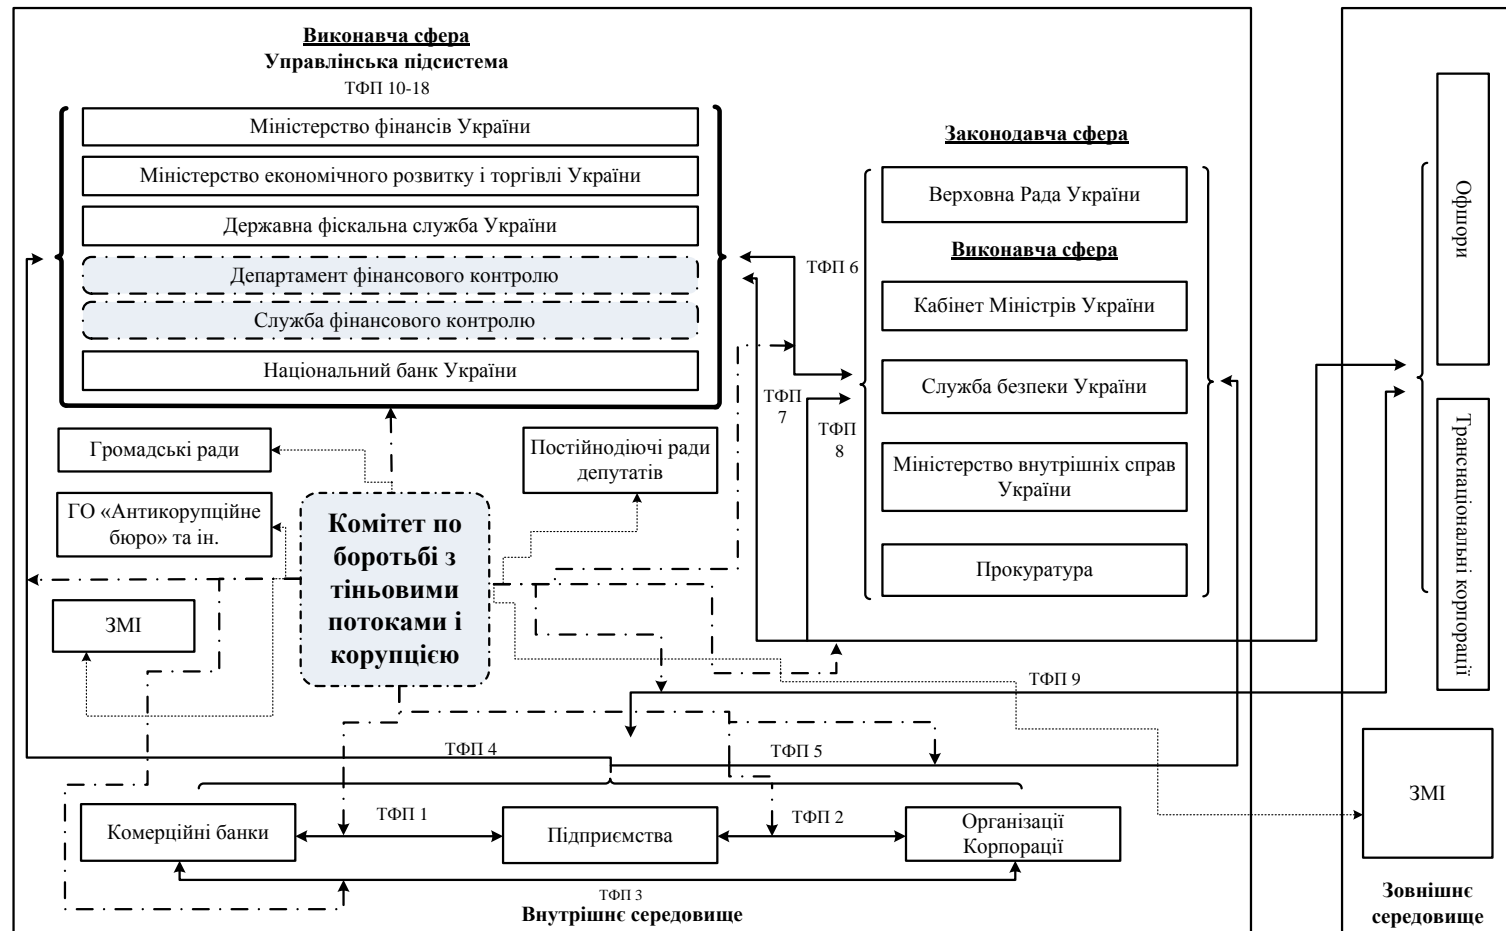 Виконавча сфера
Управлінська підсистема
ТФП 10-18
Міністерство фінансів України
Міністерство економічного розвитку і торгівлі України
Державна фіскальна служба України
Департамент фінансового контролю
Служба фінансового контролю
Національний банк України
Законодавча сфера
Верховна Рада України
Виконавча сфера
Кабінет Міністрів України
Служба безпеки України
Міністерство внутрішніх справ
України
Прокуратура
ТФП 6
ТФП
7
ТФП
8
Офшори
Транснаціональні корпорації
Громадські ради
ГО «Антикорупційне
бюро» та ін.
ЗМІ
Постійнодіючі ради
депутатів
Комітет по
боротьбі з
тіньовими
потоками і
корупцією
ТФП 9
ТФП 4
ТФП 5
Комерційні банки
ТФП 1
Підприємства
ТФП 2
Організації
Корпорації
ТФП 3
Внутрішнє середовище
ЗМІ
Зовнішнє
середовище